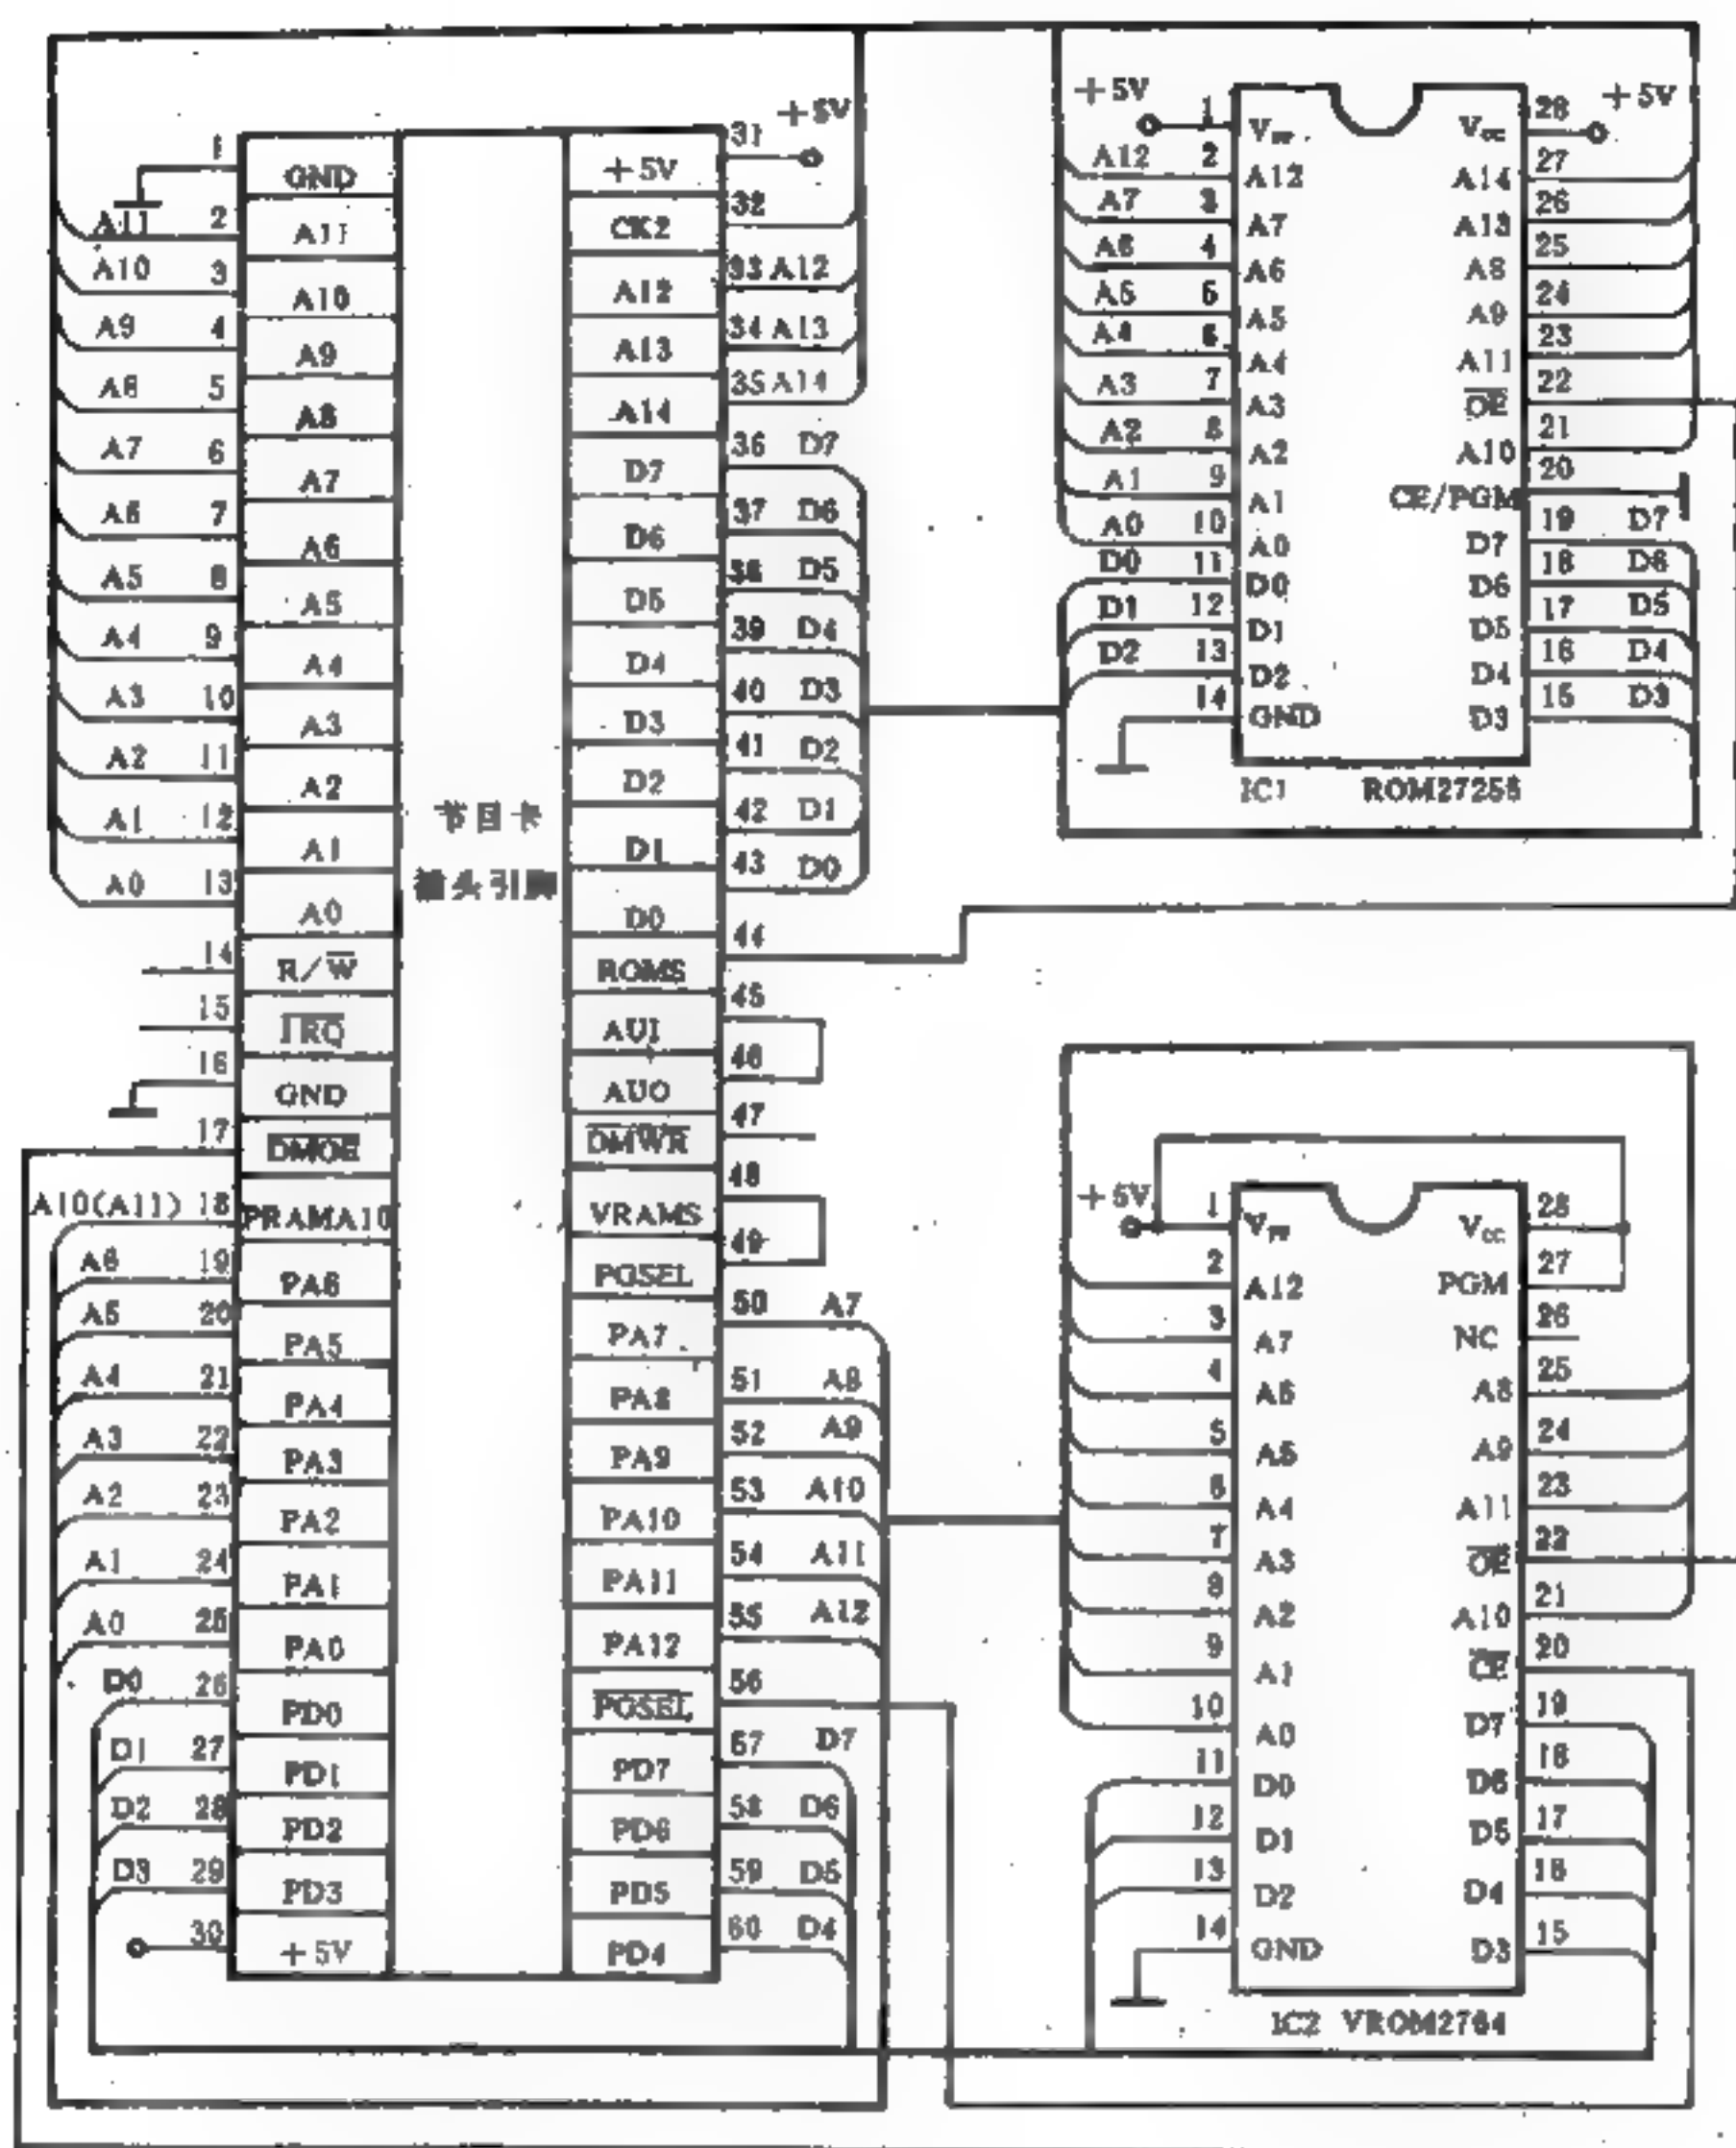 1 GND
A11 2 A11
A10 3 A10
A9 4 A9
A8 5 A8
A7 6 A7
A6 7 A6
A5 8 A5
A4 9 A4
A3 10 A3
A2 11 A2
A1 12 A1
A0 13 A0
14 R/W̅
15 I̅R̅Q̅
16 GND
17 D̅M̅O̅E̅
A10(A11) 18 PRAMA10
A6 19 PA6
A5 20 PA5
A4 21 PA4
A3 22 PA3
A2 23 PA2
A1 24 PA1
A0 25 PA0
D0 26 PD0
D1 27 PD1
D2 28 PD2
D3 29 PD3
30 +5V
节目卡
插头引脚
+5V 31 +5V
CK2 32
A12 33 A12
A13 34 A13
A14 35 A14
D7 36 D7
D6 37 D6
D5 38 D5
D4 39 D4
D3 40 D3
D2 41 D2
D1 42 D1
D0 43 D0
ROMS 44
AUI 45
AUO 46
D̅M̅W̅R̅ 47
VRAMS 48
PGSEL 49
PA7 50 A7
PA8 51 A8
PA9 52 A9
PA10 53 A10
PA11 54 A11
PA12 55 A12
P̅G̅S̅E̅L̅ 56
PD7 57 D7
PD6 58 D6
PD5 59 D5
PD4 60 D4
+5V 1 Vpp Vcc 28 +5V
A12 2 A12 A14 27
A7 3 A7 A13 26
A6 4 A6 A8 25
A5 5 A5 A9 24
A4 6 A4 A11 23
A3 7 A3 O̅E̅ 22
A2 8 A2 A10 21
A1 9 A1 C̅E̅/PGM 20
A0 10 A0 D7 19 D7
D0 11 D0 D6 18 D6
D1 12 D1 D5 17 D5
D2 13 D2 D4 16 D4
14 GND D3 15 D3
IC1 ROM27256
+5V 1 Vpp Vcc 28
2 A12 PGM 27
3 A7 NC 26
4 A6 A8 25
5 A5 A9 24
6 A4 A11 23
7 A3 O̅E̅ 22
8 A2 A10 21
9 A1 C̅E̅ 20
10 A0 D7 19
11 D0 D6 18
12 D1 D5 17
13 D2 D4 16
14 GND D3 15
IC2 VROM2764